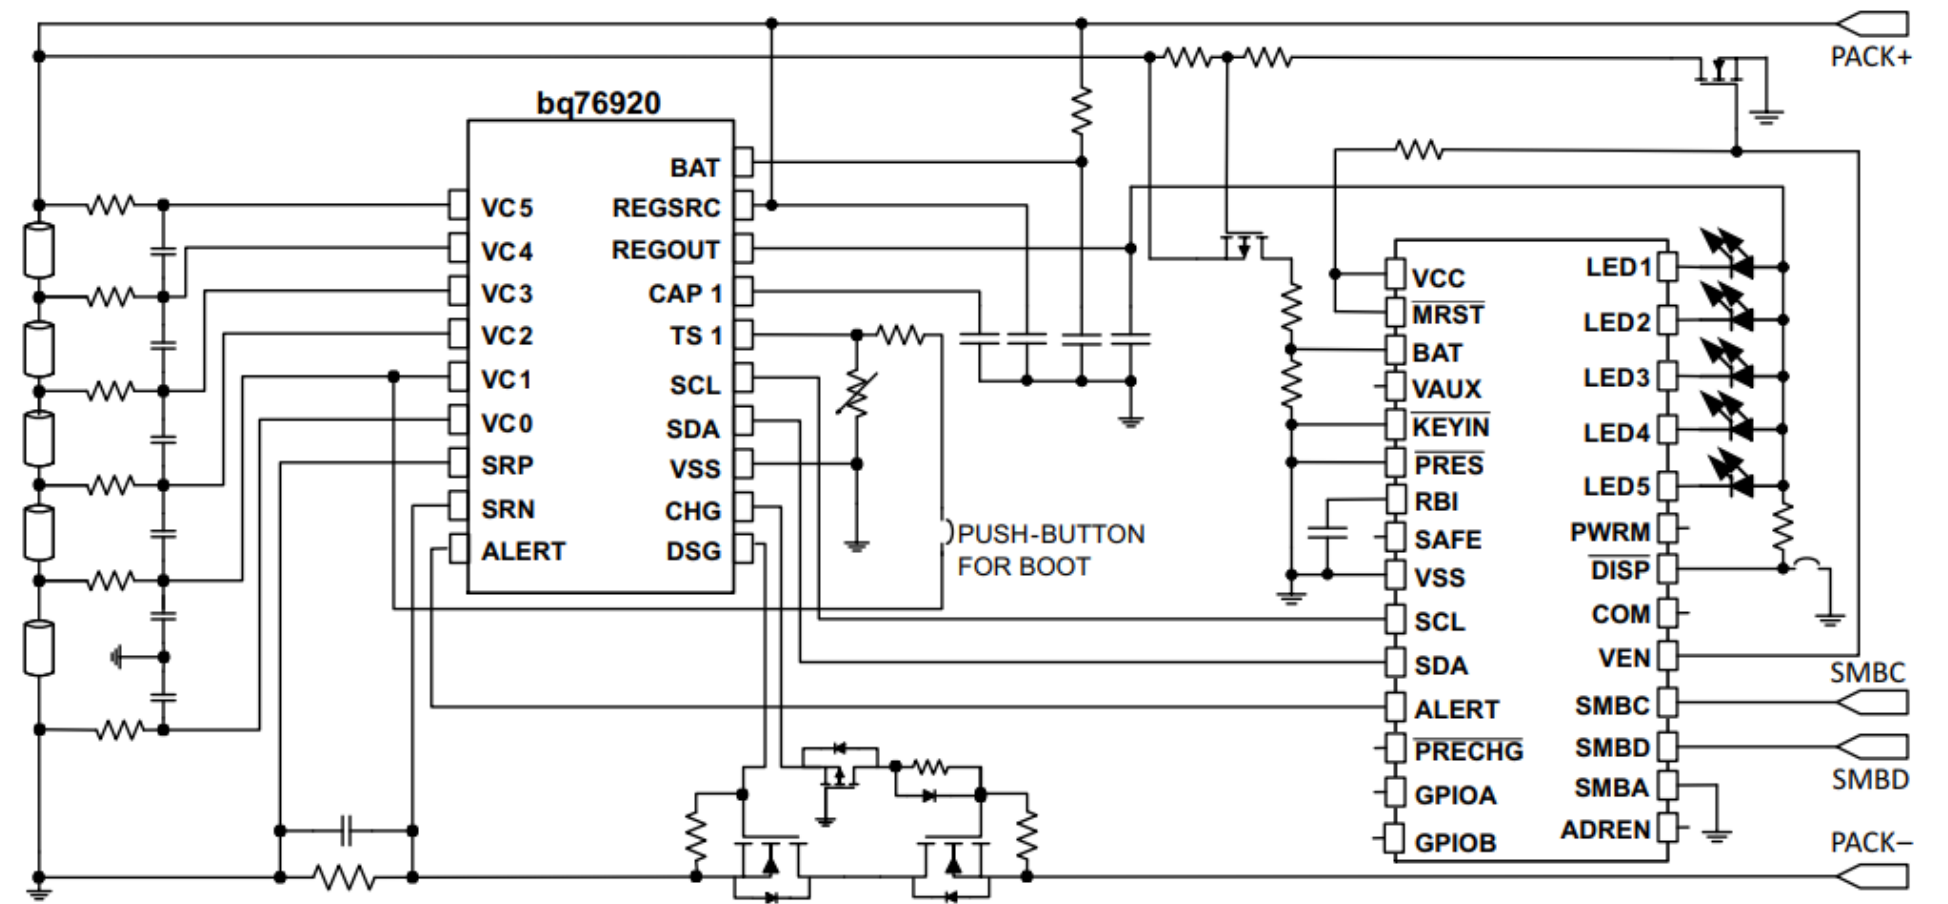 PACK+
bq76920
BAT
VC5
REGSRC
VC4
REGOUT
VC3
CAP 1
VC2
TS 1
VC1
SCL
VC0
SDA
SRP
VSS
SRN
CHG
ALERT
DSG
PUSH-BUTTON
FOR BOOT
VCC
LED1
MRST
LED2
BAT
VAUX
LED3
KEYIN
LED4
PRES
LED5
RBI
PWRM
SAFE
DISP
VSS
COM
SCL
VEN
SDA
SMBC
ALERT
SMBC
PRECHG
SMBD
SMBD
GPIOA
SMBA
GPIOB
ADREN
PACK–